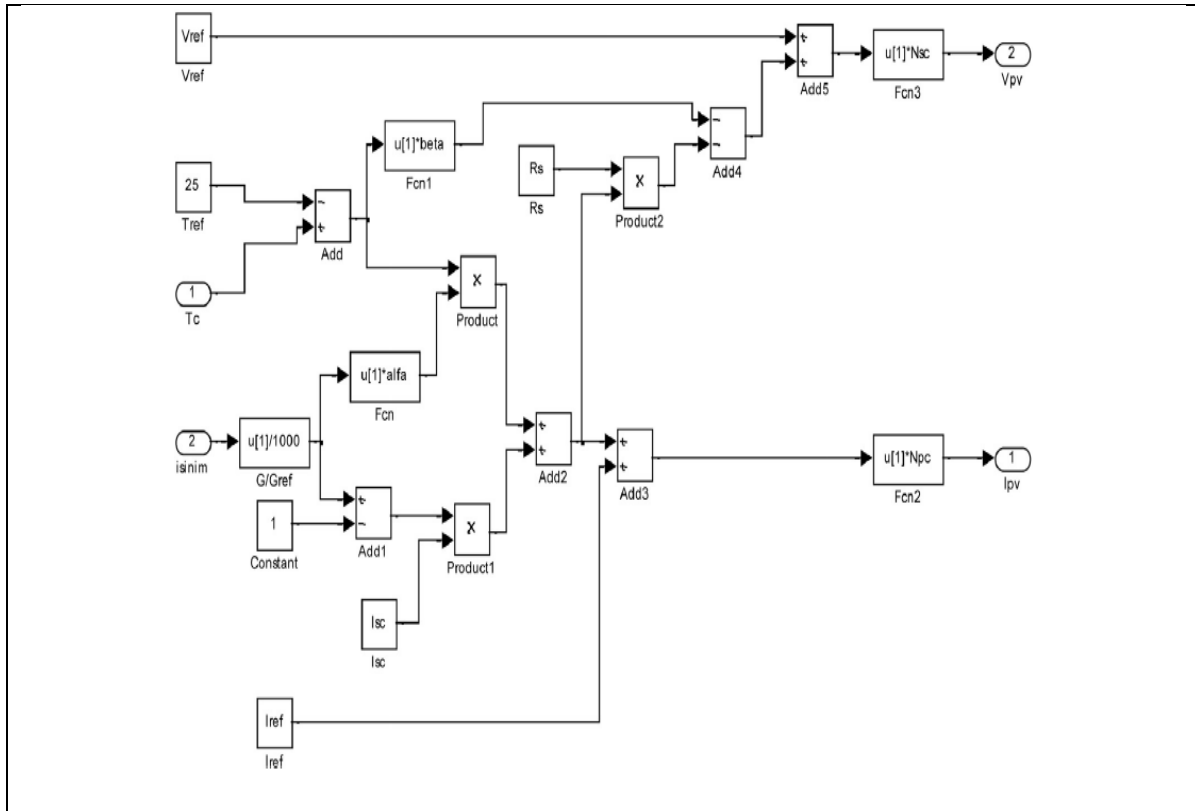 Vref
Vref
+
+
Add5
u[1]*Nsc
Fcn3
2
Vpv
u[1]*beta
Fcn1
−
−
Add4
Rs
Rs
X
Product2
25
Tref
−
+
Add
1
Tc
X
Product
u[1]*alfa
Fcn
2
isinim
u[1]/1000
G/Gref
+
+
Add2
+
+
Add3
u[1]*Npc
Fcn2
1
Ipv
1
Constant
+
−
Add1
X
Product1
Isc
Isc
Iref
Iref